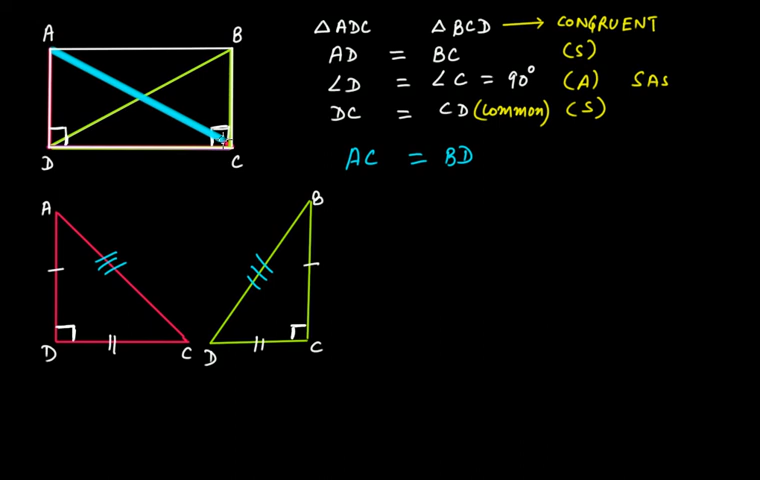 A B
D C
△ADC △BCD → CONGRUENT
AD = BC (S)
∠D = ∠C = 90° (A) SAS
DC = CD (common) (S)
AC = BD
A
D C
B
D C